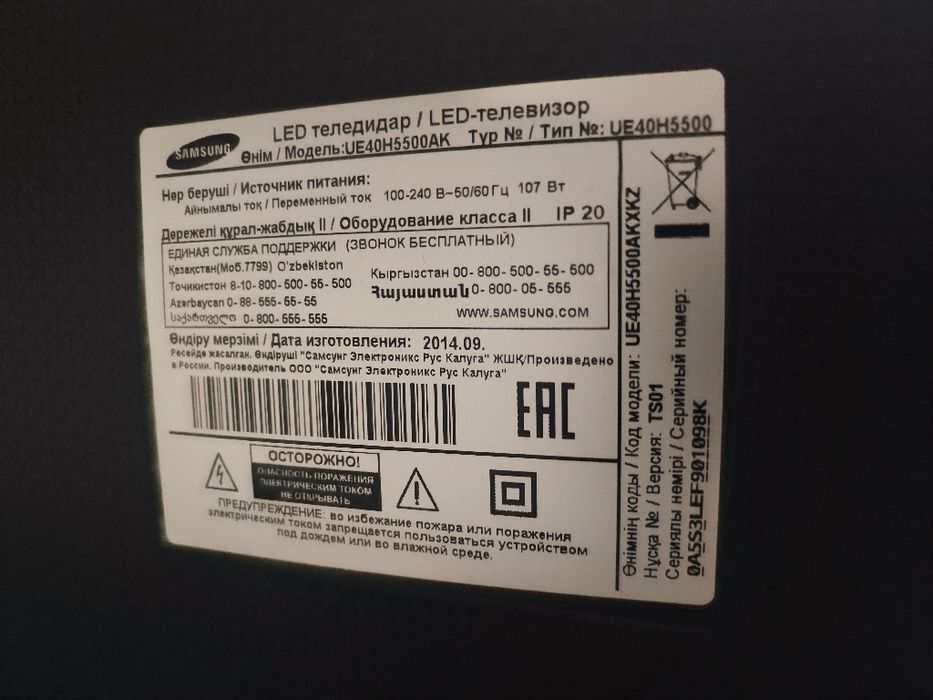 LED теледидар / LED-телевизор
SAMSUNG
Өнім / Модель:UE40H5500AK Түр № / Тип №: UE40H5500
Нәр беруші / Источник питания:
Айнымалы ток / Переменный ток 100-240 В~50/60 Гц 107 Вт
Дәрежелі құрал-жабдық II / Оборудование класса II IP 20
ЕДИНАЯ СЛУЖБА ПОДДЕРЖКИ (ЗВОНОК БЕСПЛАТНЫЙ)
Қазақстан(Моб.7799) O'zbekiston
Тоҷикистон 8-10-800-500-55-500
Кыргызстан 00-800-500-55-500
Azərbaycan 0-88-555-55-55
Հայաստան 0-800-05-555
საქართველო 0-800-555-555
WWW.SAMSUNG.COM
Өндіру мерзімі / Дата изготовления: 2014.09.
Ресейде жасалған. Өндіруші "Самсунг Электроникс Рус Калуга" ЖШҚ/Произведено
в России. Производитель ООО "Самсунг Электроникс Рус Калуга"
EAC
ОСТОРОЖНО!
ОПАСНОСТЬ ПОРАЖЕНИЯ
ЭЛЕКТРИЧЕСКИМ ТОКОМ
НЕ ОТКРЫВАТЬ
ПРЕДУПРЕЖДЕНИЕ: во избежание пожара или поражения
электрическим током запрещается пользоваться устройством
под дождем или во влажной среде.
Өнімнің коды / Код модели: UE40H5500AKXKZ
Нұсқа № / Версия: TS01
Сериялы нөмірі / Серийный номер:
0A5S3LEF901098K